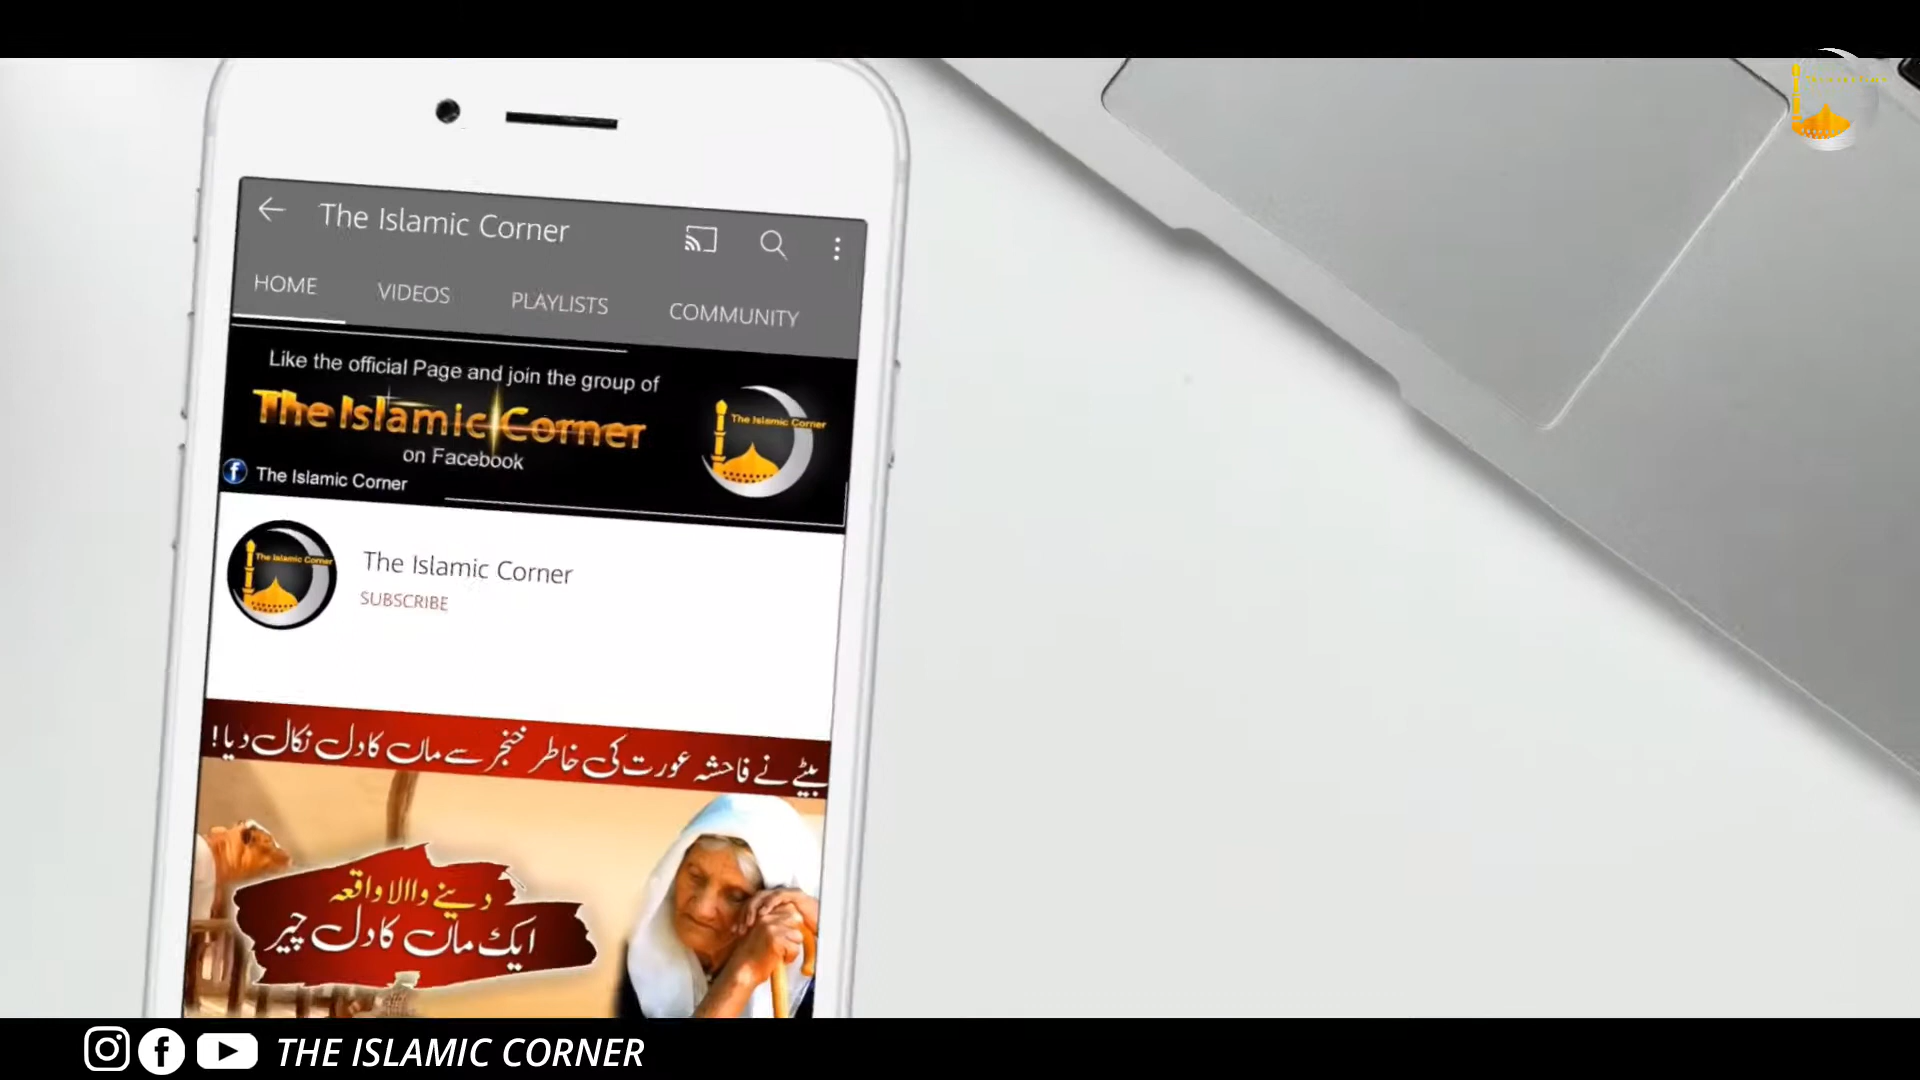 The Islamic Corner
HOME VIDEOS PLAYLISTS COMMUNITY
Like the official Page and join the group of
The Islamic Corner
on Facebook
The Islamic Corner
The Islamic Corner
The Islamic Corner
The Islamic Corner
SUBSCRIBE
بیٹے نے فاحشہ عورت کی خاطر خنجر سے ماں کا دل نکال دیا!
دینے واالا واقعہ
ایک ماں کا دل چیر
THE ISLAMIC CORNER